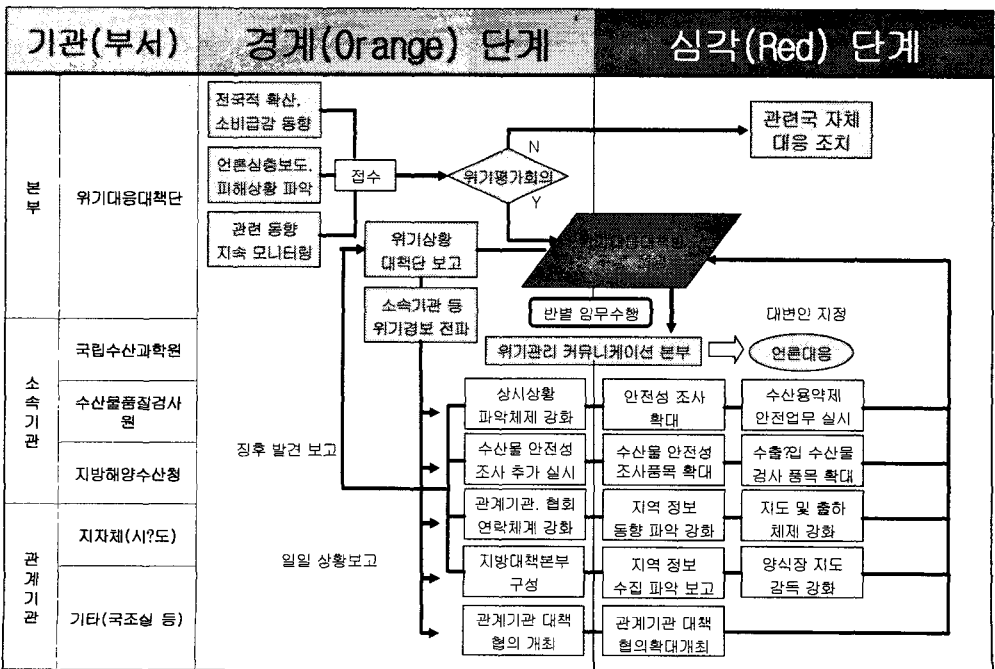 기관(부서)
경계(Orange) 단계
심각(Red) 단계
본부
위기대응대책단
전국적 확산,
소비급감 동향
언론심층보도,
피해상황 파악
관련 동향
지속 모니터링
접수
위기평가회의
N
Y
관련국 자체
대응 조치
위기상황
대책단 보고
소속기관 등
위기경보 전파
반별 임무수행
위기관리 커뮤니케이션 본부
대변인 지정
언론대응
소속기관
국립수산과학원
수산물품질검사
원
지방해양수산청
관계기관
지자체(시?도)
기타(국조실 등)
징후 발견 보고
일일 상황보고
상시상황
파악체제 강화
안전성 조사
확대
수산용약제
안전업무 실시
수산물 안전성
조사 추가 실시
수산물 안전성
조사품목 확대
수출?입 수산물
검사 품목 확대
관계기관. 협회
연락체계 강화
지역 정보
동향 파악 강화
지도 및 출하
체제 강화
지방대책본부
구성
지역 정보
수집 파악 보고
양식장 지도
감독 강화
관계기관 대책
협의 개최
관계기관 대책
협의확대개최